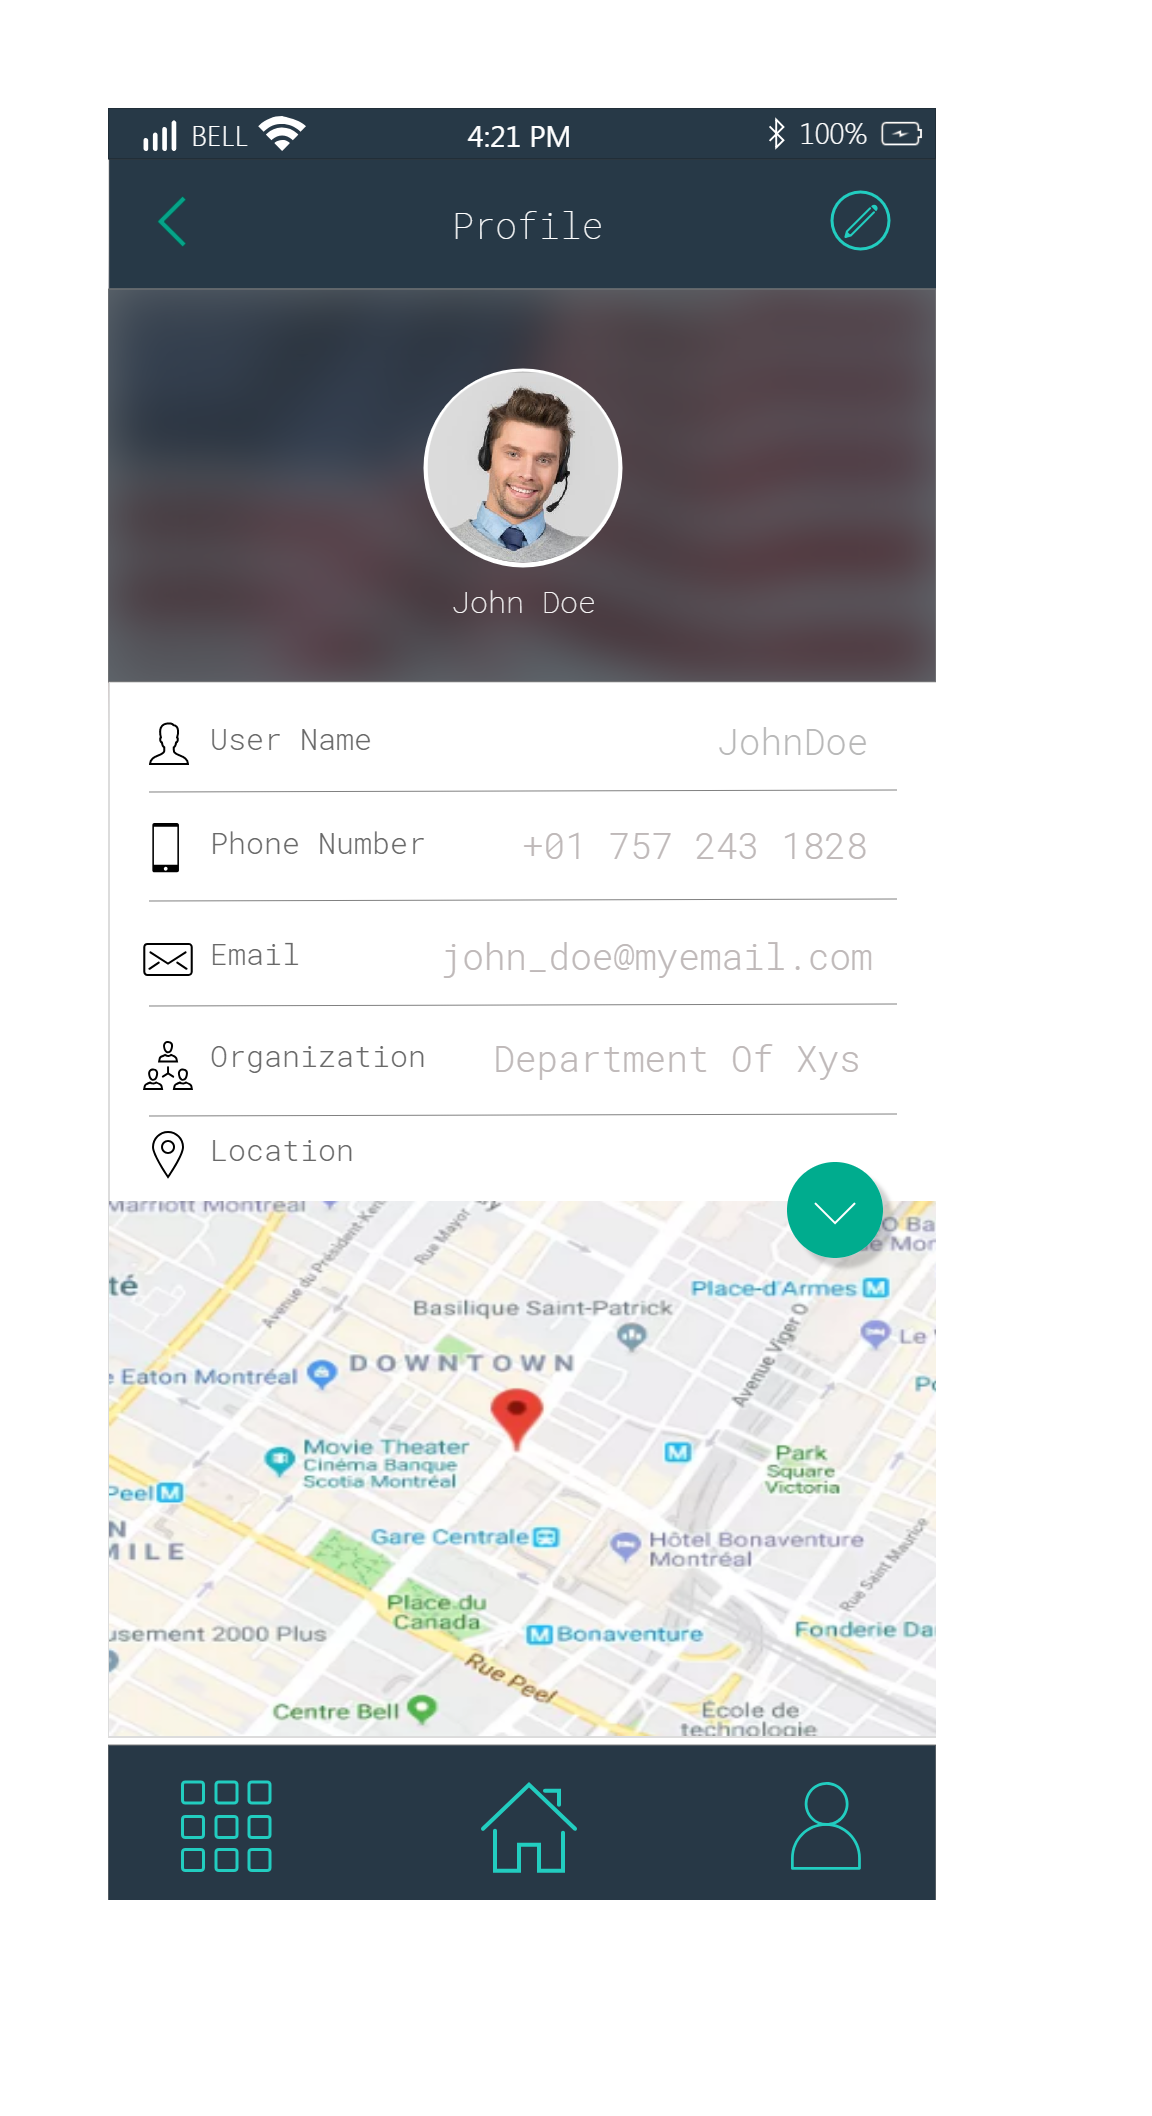 BELL 4:21 PM 100%
Profile
John Doe
User Name JohnDoe
Phone Number +01 757 243 1828
Email john_doe@myemail.com
Organization Department Of Xys
Location
Marriott Montréal
Avenue du Président-Ken
Rue Mayor
O Ba
e Mor
té
Place-d'Armes M
Basilique Saint-Patrick
Avenue Viger O
Le
DOWNTOWN
Eaton Montréal
Movie Theater
Cinéma Banque
Scotia Montréal
M
Park
Square
Victoria
Peel M
N
MILE
Gare Centrale
Hôtel Bonaventure
Montréal
Rue Saint Maurice
Place du
Canada
usement 2000 Plus
M Bonaventure
Fonderie Da
Rue Peel
Centre Bell
École de
technologie